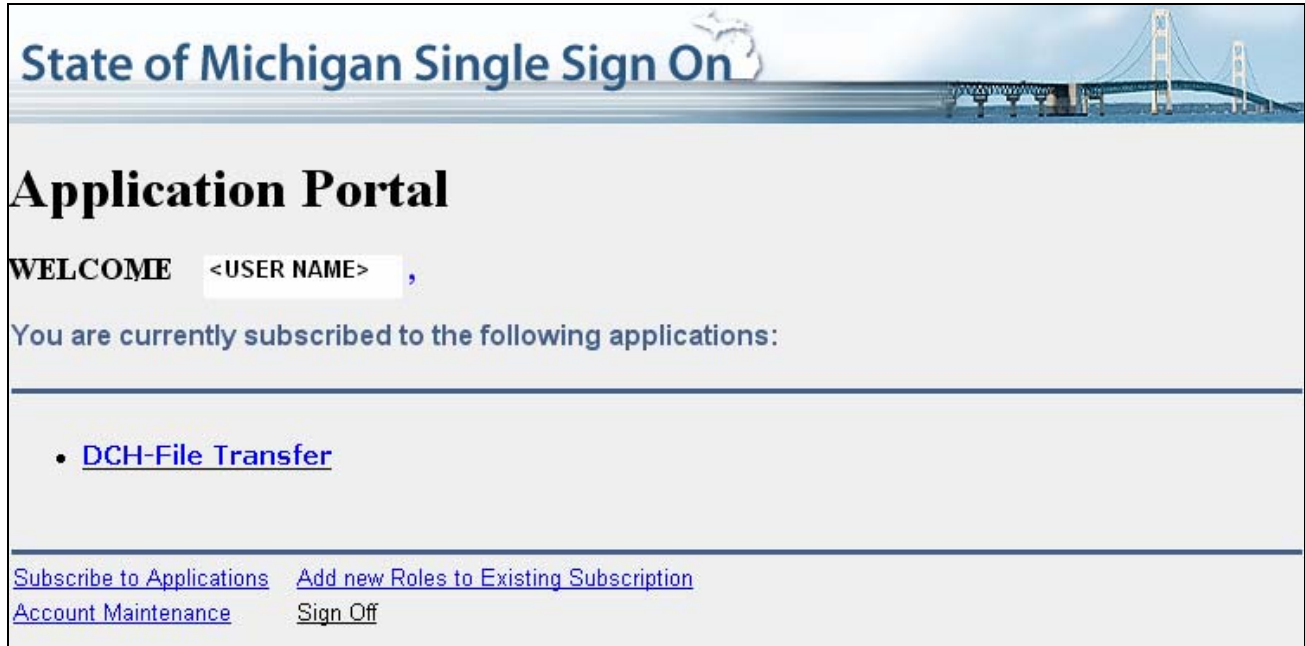 State of Michigan Single Sign On
Application Portal
WELCOME <USER NAME> ,
You are currently subscribed to the following applications:
• DCH-File Transfer
Subscribe to Applications Add new Roles to Existing Subscription
Account Maintenance Sign Off